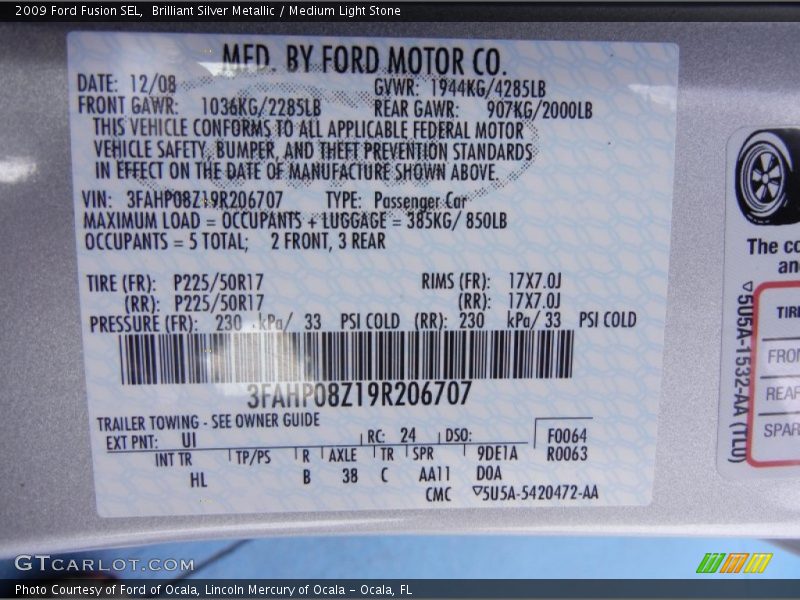 2009 Ford Fusion SEL,  Brilliant Silver Metallic / Medium Light Stone
MFD. BY FORD MOTOR CO.
DATE: 12/08 GVWR: 1944KG/4285LB
FRONT GAWR: 1036KG/2285LB REAR GAWR: 907KG/2000LB
THIS VEHICLE CONFORMS TO ALL APPLICABLE FEDERAL MOTOR
VEHICLE SAFETY, BUMPER, AND THEFT PREVENTION STANDARDS
IN EFFECT ON THE DATE OF MANUFACTURE SHOWN ABOVE.
VIN: 3FAHP08Z19R206707 TYPE: Passenger Car
MAXIMUM LOAD = OCCUPANTS + LUGGAGE = 385KG/ 850LB
OCCUPANTS = 5 TOTAL; 2 FRONT, 3 REAR
TIRE (FR): P225/50R17 RIMS (FR): 17X7.0J
(RR): P225/50R17 (RR): 17X7.0J
PRESSURE (FR): 230 kPa/ 33 PSI COLD (RR): 230 kPa/ 33 PSI COLD
3FAHP08Z19R206707
TRAILER TOWING - SEE OWNER GUIDE
EXT PNT: UI RC: 24 DSO: F0064
INT TR TP/PS R AXLE TR SPR 9DE1A R0063
HL B 38 C AA11 D0A
CMC ▽5U5A-5420472-AA
The co
an
▽5U5A-1532-AA (TL0)
TIRE
FRON
REAR
SPAR
GTCARLOT.COM
Photo Courtesy of Ford of Ocala, Lincoln Mercury of Ocala - Ocala, FL